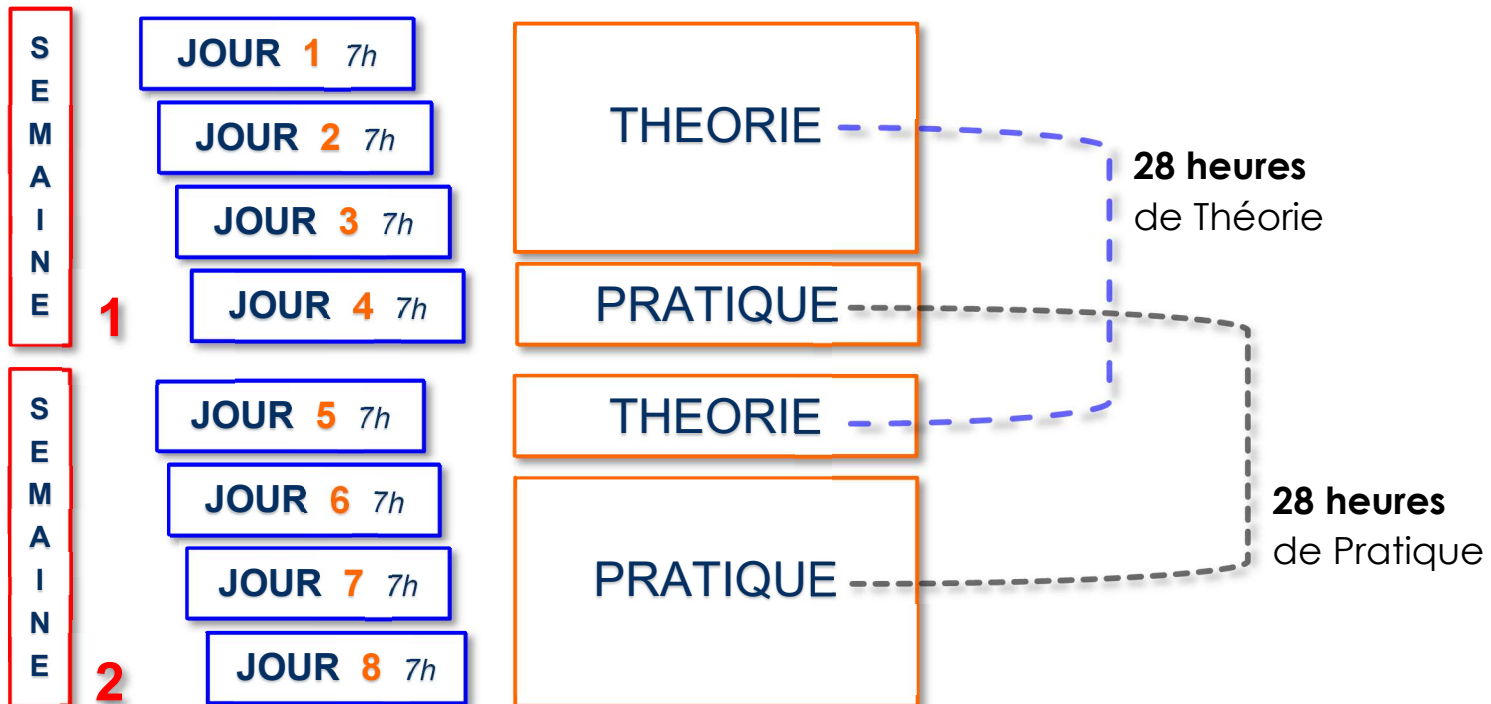 SEMAINE 1
JOUR 1 7h
JOUR 2 7h
JOUR 3 7h
JOUR 4 7h
THEORIE
PRATIQUE
28 heures
de Théorie
SEMAINE 2
JOUR 5 7h
JOUR 6 7h
JOUR 7 7h
JOUR 8 7h
THEORIE
PRATIQUE
28 heures
de Pratique